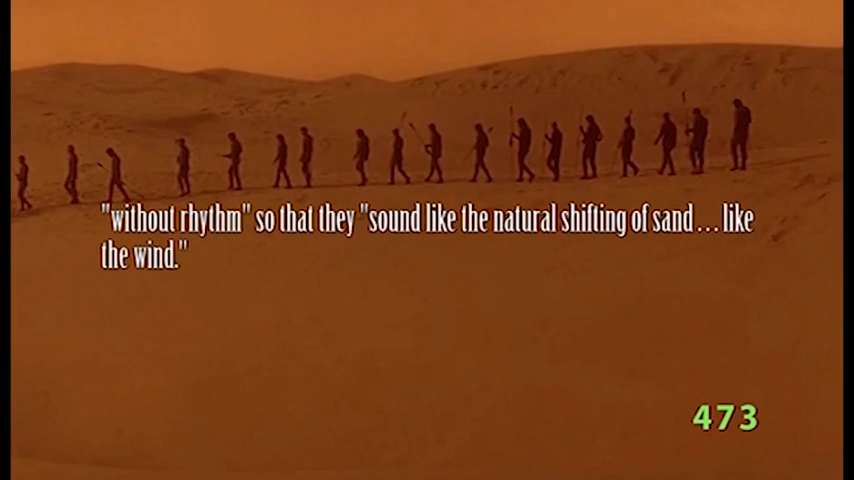 "without rhythm" so that they "sound like the natural shifting of sand . . . like
the wind."
473